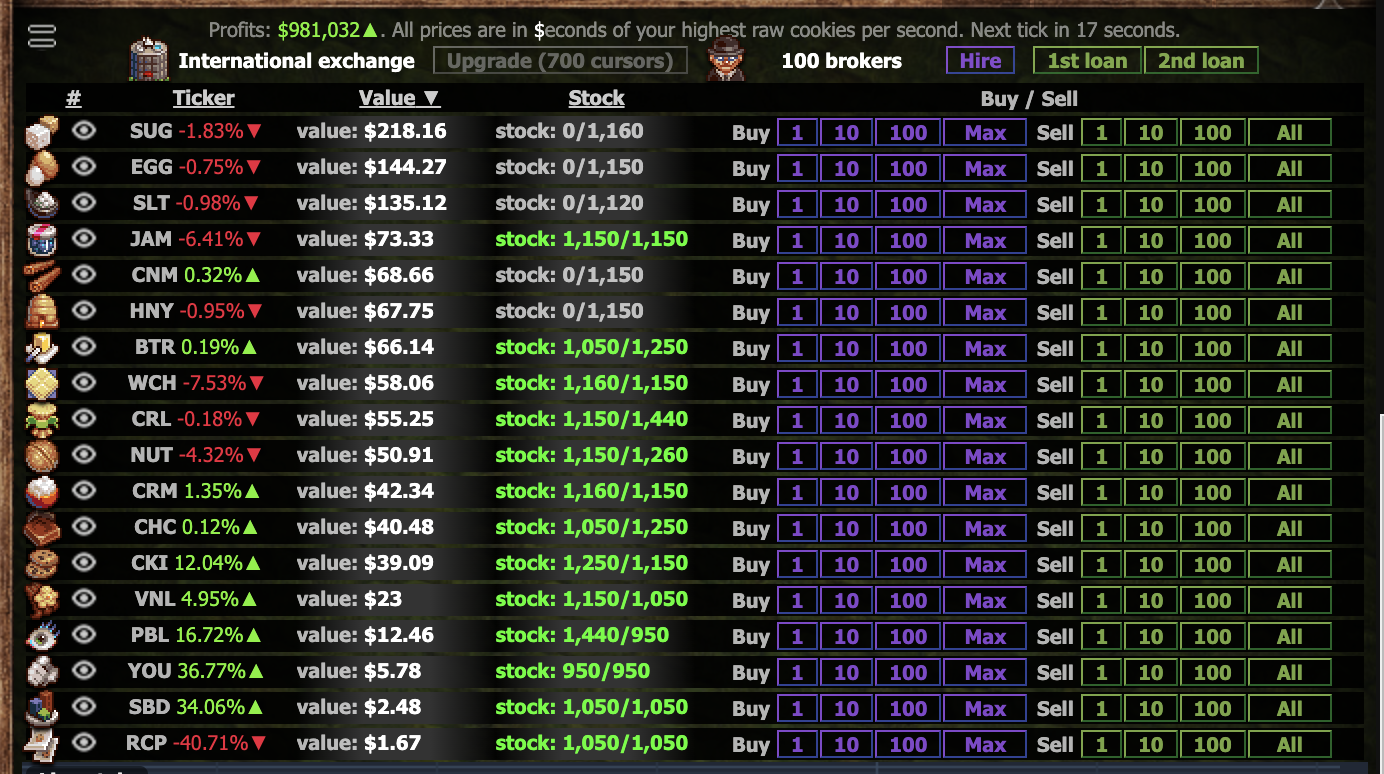 Profits: $981,032▲. All prices are in $econds of your highest raw cookies per second. Next tick in 17 seconds.
International exchange Upgrade (700 cursors) 100 brokers Hire 1st loan 2nd loan
# Ticker Value ▼ Stock Buy / Sell
SUG -1.83%▼ value: $218.16 stock: 0/1,160 Buy 1 10 100 Max Sell 1 10 100 All
EGG -0.75%▼ value: $144.27 stock: 0/1,150 Buy 1 10 100 Max Sell 1 10 100 All
SLT -0.98%▼ value: $135.12 stock: 0/1,120 Buy 1 10 100 Max Sell 1 10 100 All
JAM -6.41%▼ value: $73.33 stock: 1,150/1,150 Buy 1 10 100 Max Sell 1 10 100 All
CNM 0.32%▲ value: $68.66 stock: 0/1,150 Buy 1 10 100 Max Sell 1 10 100 All
HNY -0.95%▼ value: $67.75 stock: 0/1,150 Buy 1 10 100 Max Sell 1 10 100 All
BTR 0.19%▲ value: $66.14 stock: 1,050/1,250 Buy 1 10 100 Max Sell 1 10 100 All
WCH -7.53%▼ value: $58.06 stock: 1,160/1,150 Buy 1 10 100 Max Sell 1 10 100 All
CRL -0.18%▼ value: $55.25 stock: 1,150/1,440 Buy 1 10 100 Max Sell 1 10 100 All
NUT -4.32%▼ value: $50.91 stock: 1,150/1,260 Buy 1 10 100 Max Sell 1 10 100 All
CRM 1.35%▲ value: $42.34 stock: 1,160/1,150 Buy 1 10 100 Max Sell 1 10 100 All
CHC 0.12%▲ value: $40.48 stock: 1,050/1,250 Buy 1 10 100 Max Sell 1 10 100 All
CKI 12.04%▲ value: $39.09 stock: 1,250/1,150 Buy 1 10 100 Max Sell 1 10 100 All
VNL 4.95%▲ value: $23 stock: 1,150/1,050 Buy 1 10 100 Max Sell 1 10 100 All
PBL 16.72%▲ value: $12.46 stock: 1,440/950 Buy 1 10 100 Max Sell 1 10 100 All
YOU 36.77%▲ value: $5.78 stock: 950/950 Buy 1 10 100 Max Sell 1 10 100 All
SBD 34.06%▲ value: $2.48 stock: 1,050/1,050 Buy 1 10 100 Max Sell 1 10 100 All
RCP -40.71%▼ value: $1.67 stock: 1,050/1,050 Buy 1 10 100 Max Sell 1 10 100 All